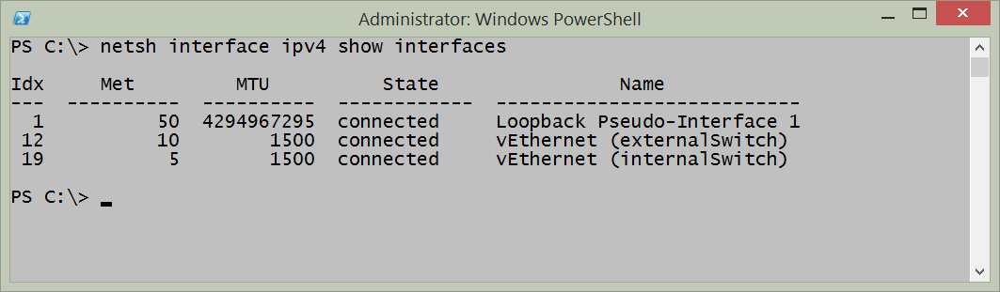 Administrator: Windows PowerShell
PS C:\> netsh interface ipv4 show interfaces
Idx     Met         MTU          State                Name
---  ----------  ----------  ------------  ---------------------------
  1          50  4294967295  connected     Loopback Pseudo-Interface 1
 12          10        1500  connected     vEthernet (externalSwitch)
 19           5        1500  connected     vEthernet (internalSwitch)
PS C:\>